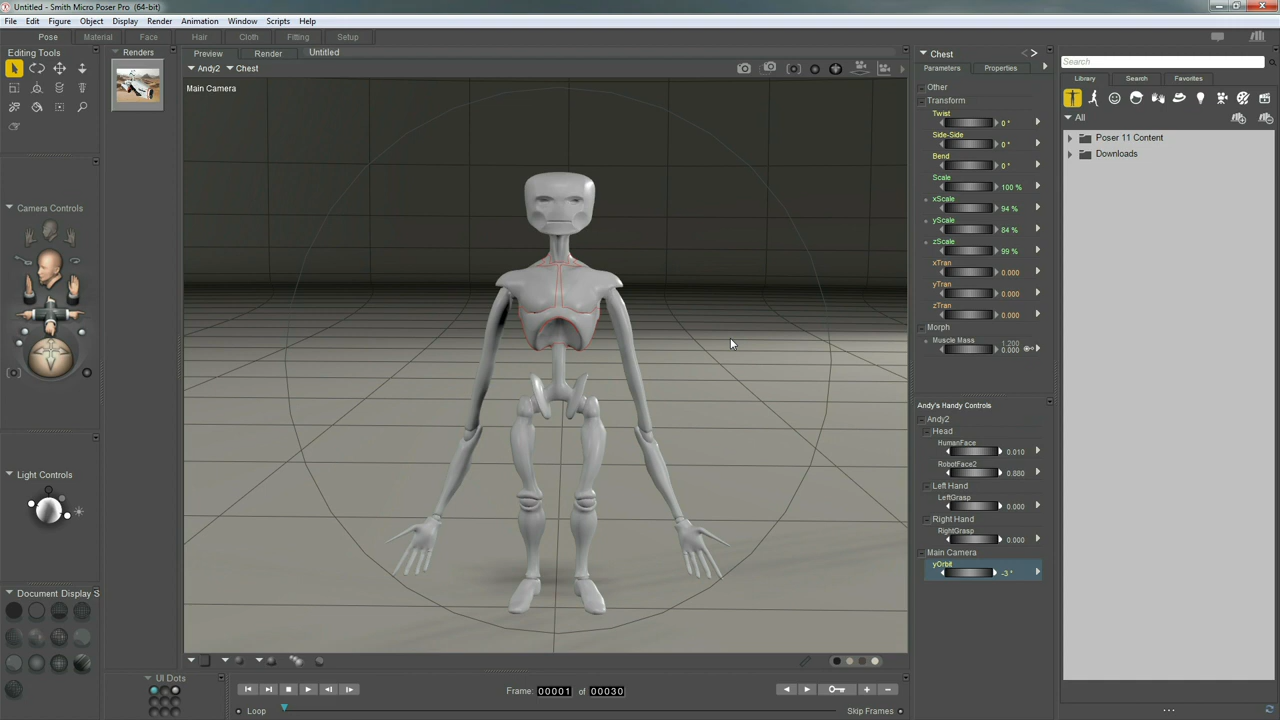 Untitled - Smith Micro Poser Pro (64-bit)
File Edit Figure Object Display Render Animation Window Scripts Help
Pose Material Face Hair Cloth Fitting Setup
Editing Tools
Renders
Preview Render Untitled
Andy2 Chest
Main Camera
Camera Controls
Light Controls
Document Display S
UI Dots
Loop
Frame: 00001 of 00030
Skip Frames
Chest
Parameters Properties
Other
Transform
Twist
0 °
Side-Side
0 °
Bend
0 °
Scale
100 %
xScale
94 %
yScale
84 %
zScale
99 %
xTran
0.000
yTran
0.000
zTran
0.000
Morph
Muscle Mass
1.200
0.000
Andy's Handy Controls
Andy2
Head
HumanFace
0.010
RobotFace2
0.880
Left Hand
LeftGrasp
0.000
Right Hand
RightGrasp
0.000
Main Camera
yOrbit
-3 °
Search
Library Search Favorites
All
Poser 11 Content
Downloads